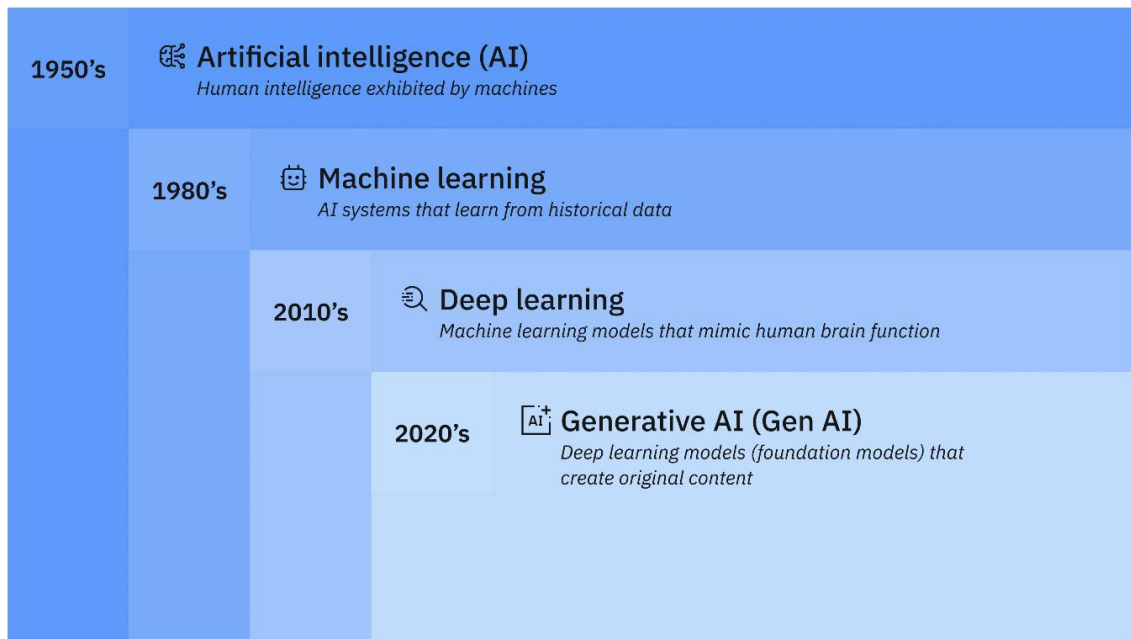 1950’s
Artificial intelligence (AI)
Human intelligence exhibited by machines
1980’s
Machine learning
AI systems that learn from historical data
2010’s
Deep learning
Machine learning models that mimic human brain function
2020’s
AI
Generative AI (Gen AI)
Deep learning models (foundation models) that
create original content